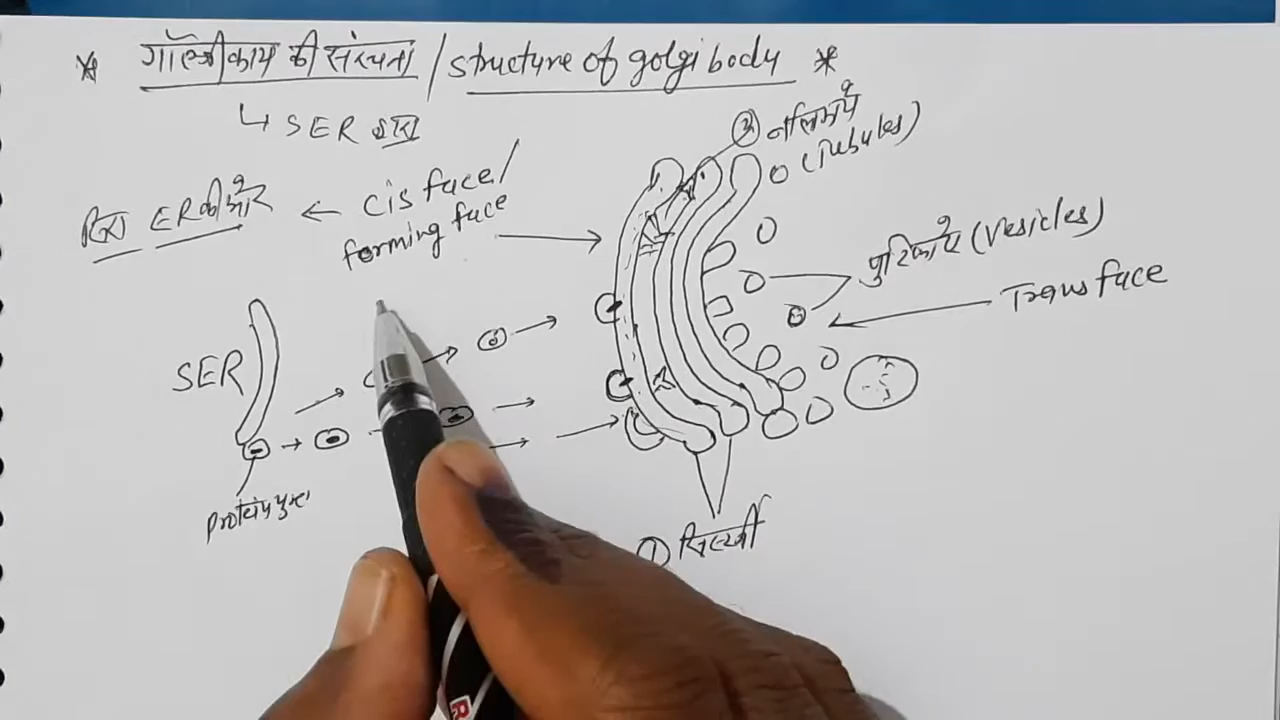 * गॉल्जीकाय की संरचना / structure of golgi body *
↳ SER द्वारा
③ नलिकाये
(Tubules)
cis face /
forming face
ER की ओर ←
पुटिकाये (vesicles)
Trans face
SER
Protein युक्त
① सिस्टर्नी